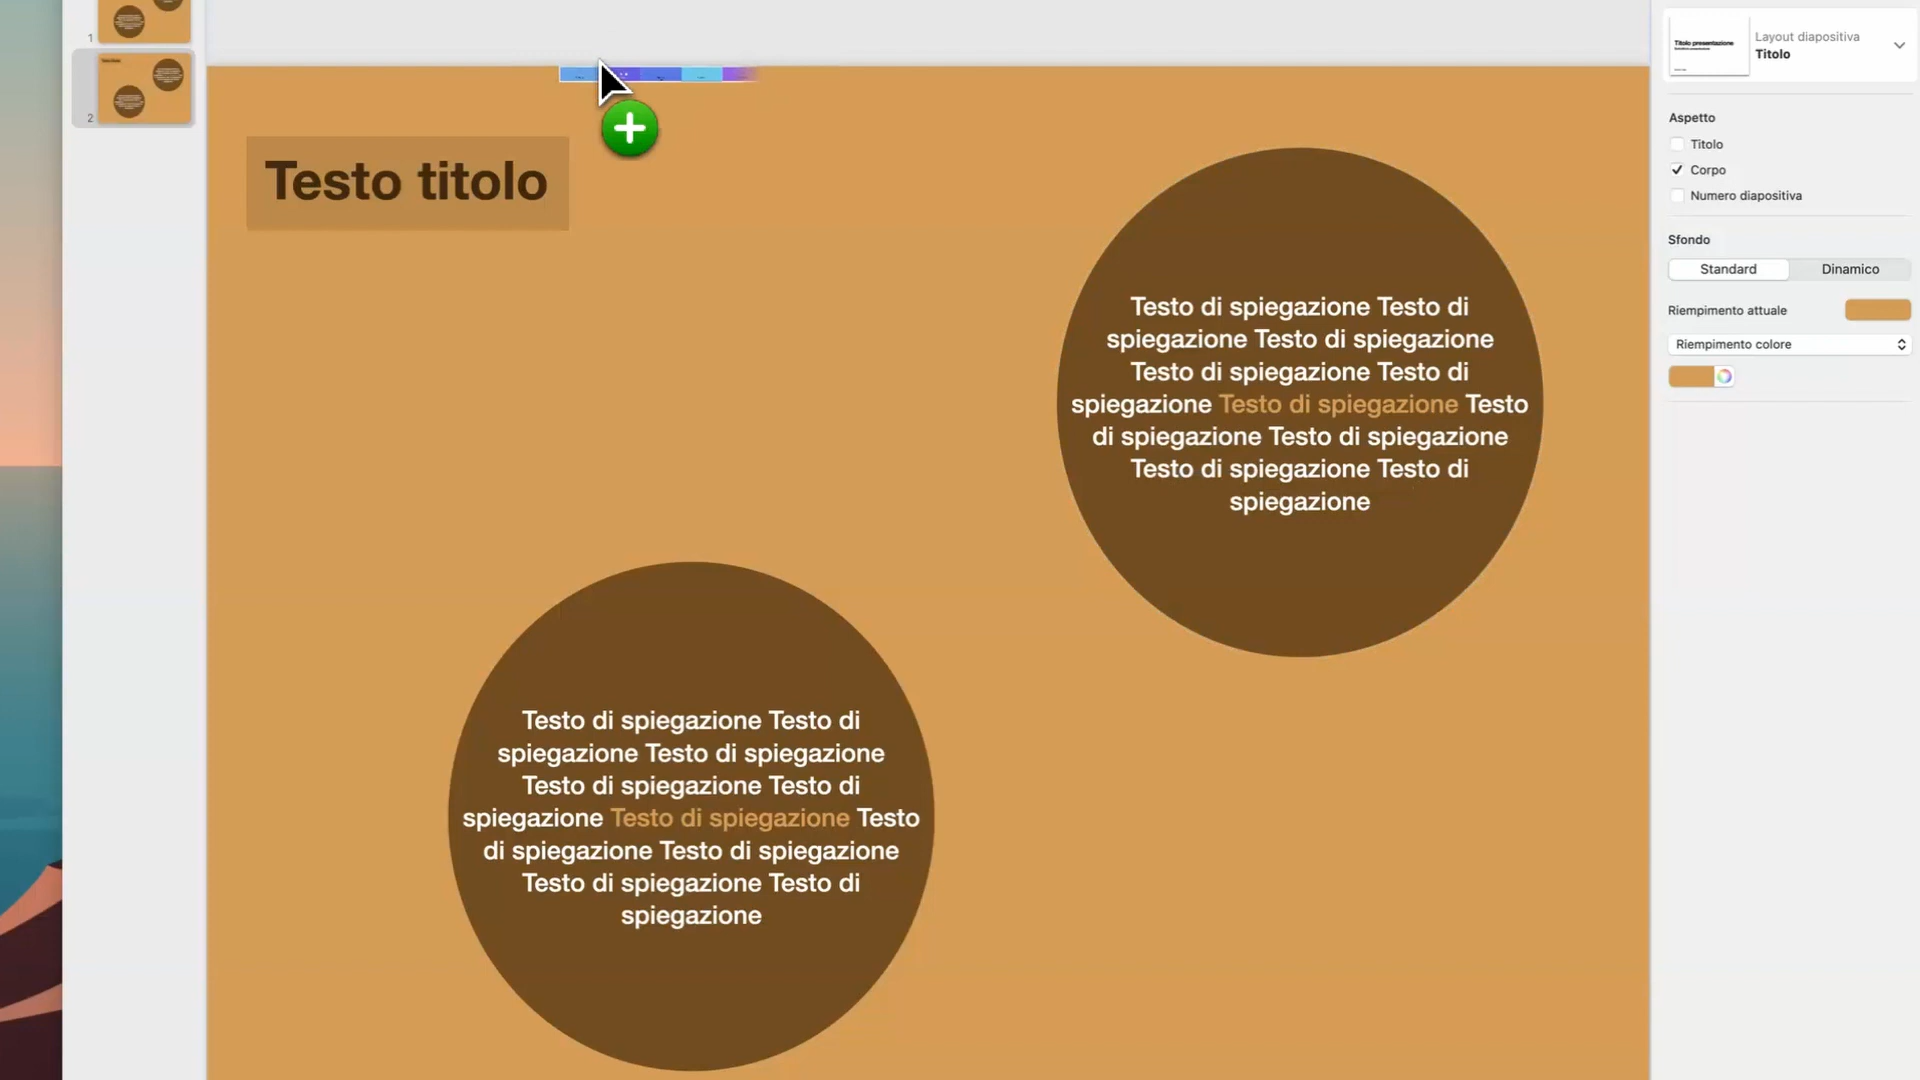 1
2
Testo titolo
Testo di spiegazione Testo di
spiegazione Testo di spiegazione
Testo di spiegazione Testo di
spiegazione Testo di spiegazione Testo
di spiegazione Testo di spiegazione
Testo di spiegazione Testo di
spiegazione
Testo di spiegazione Testo di
spiegazione Testo di spiegazione
Testo di spiegazione Testo di
spiegazione Testo di spiegazione Testo
di spiegazione Testo di spiegazione
Testo di spiegazione Testo di
spiegazione
Titolo presentazione
Layout diapositiva
Titolo
Aspetto
Titolo
Corpo
Numero diapositiva
Sfondo
Standard
Dinamico
Riempimento attuale
Riempimento colore